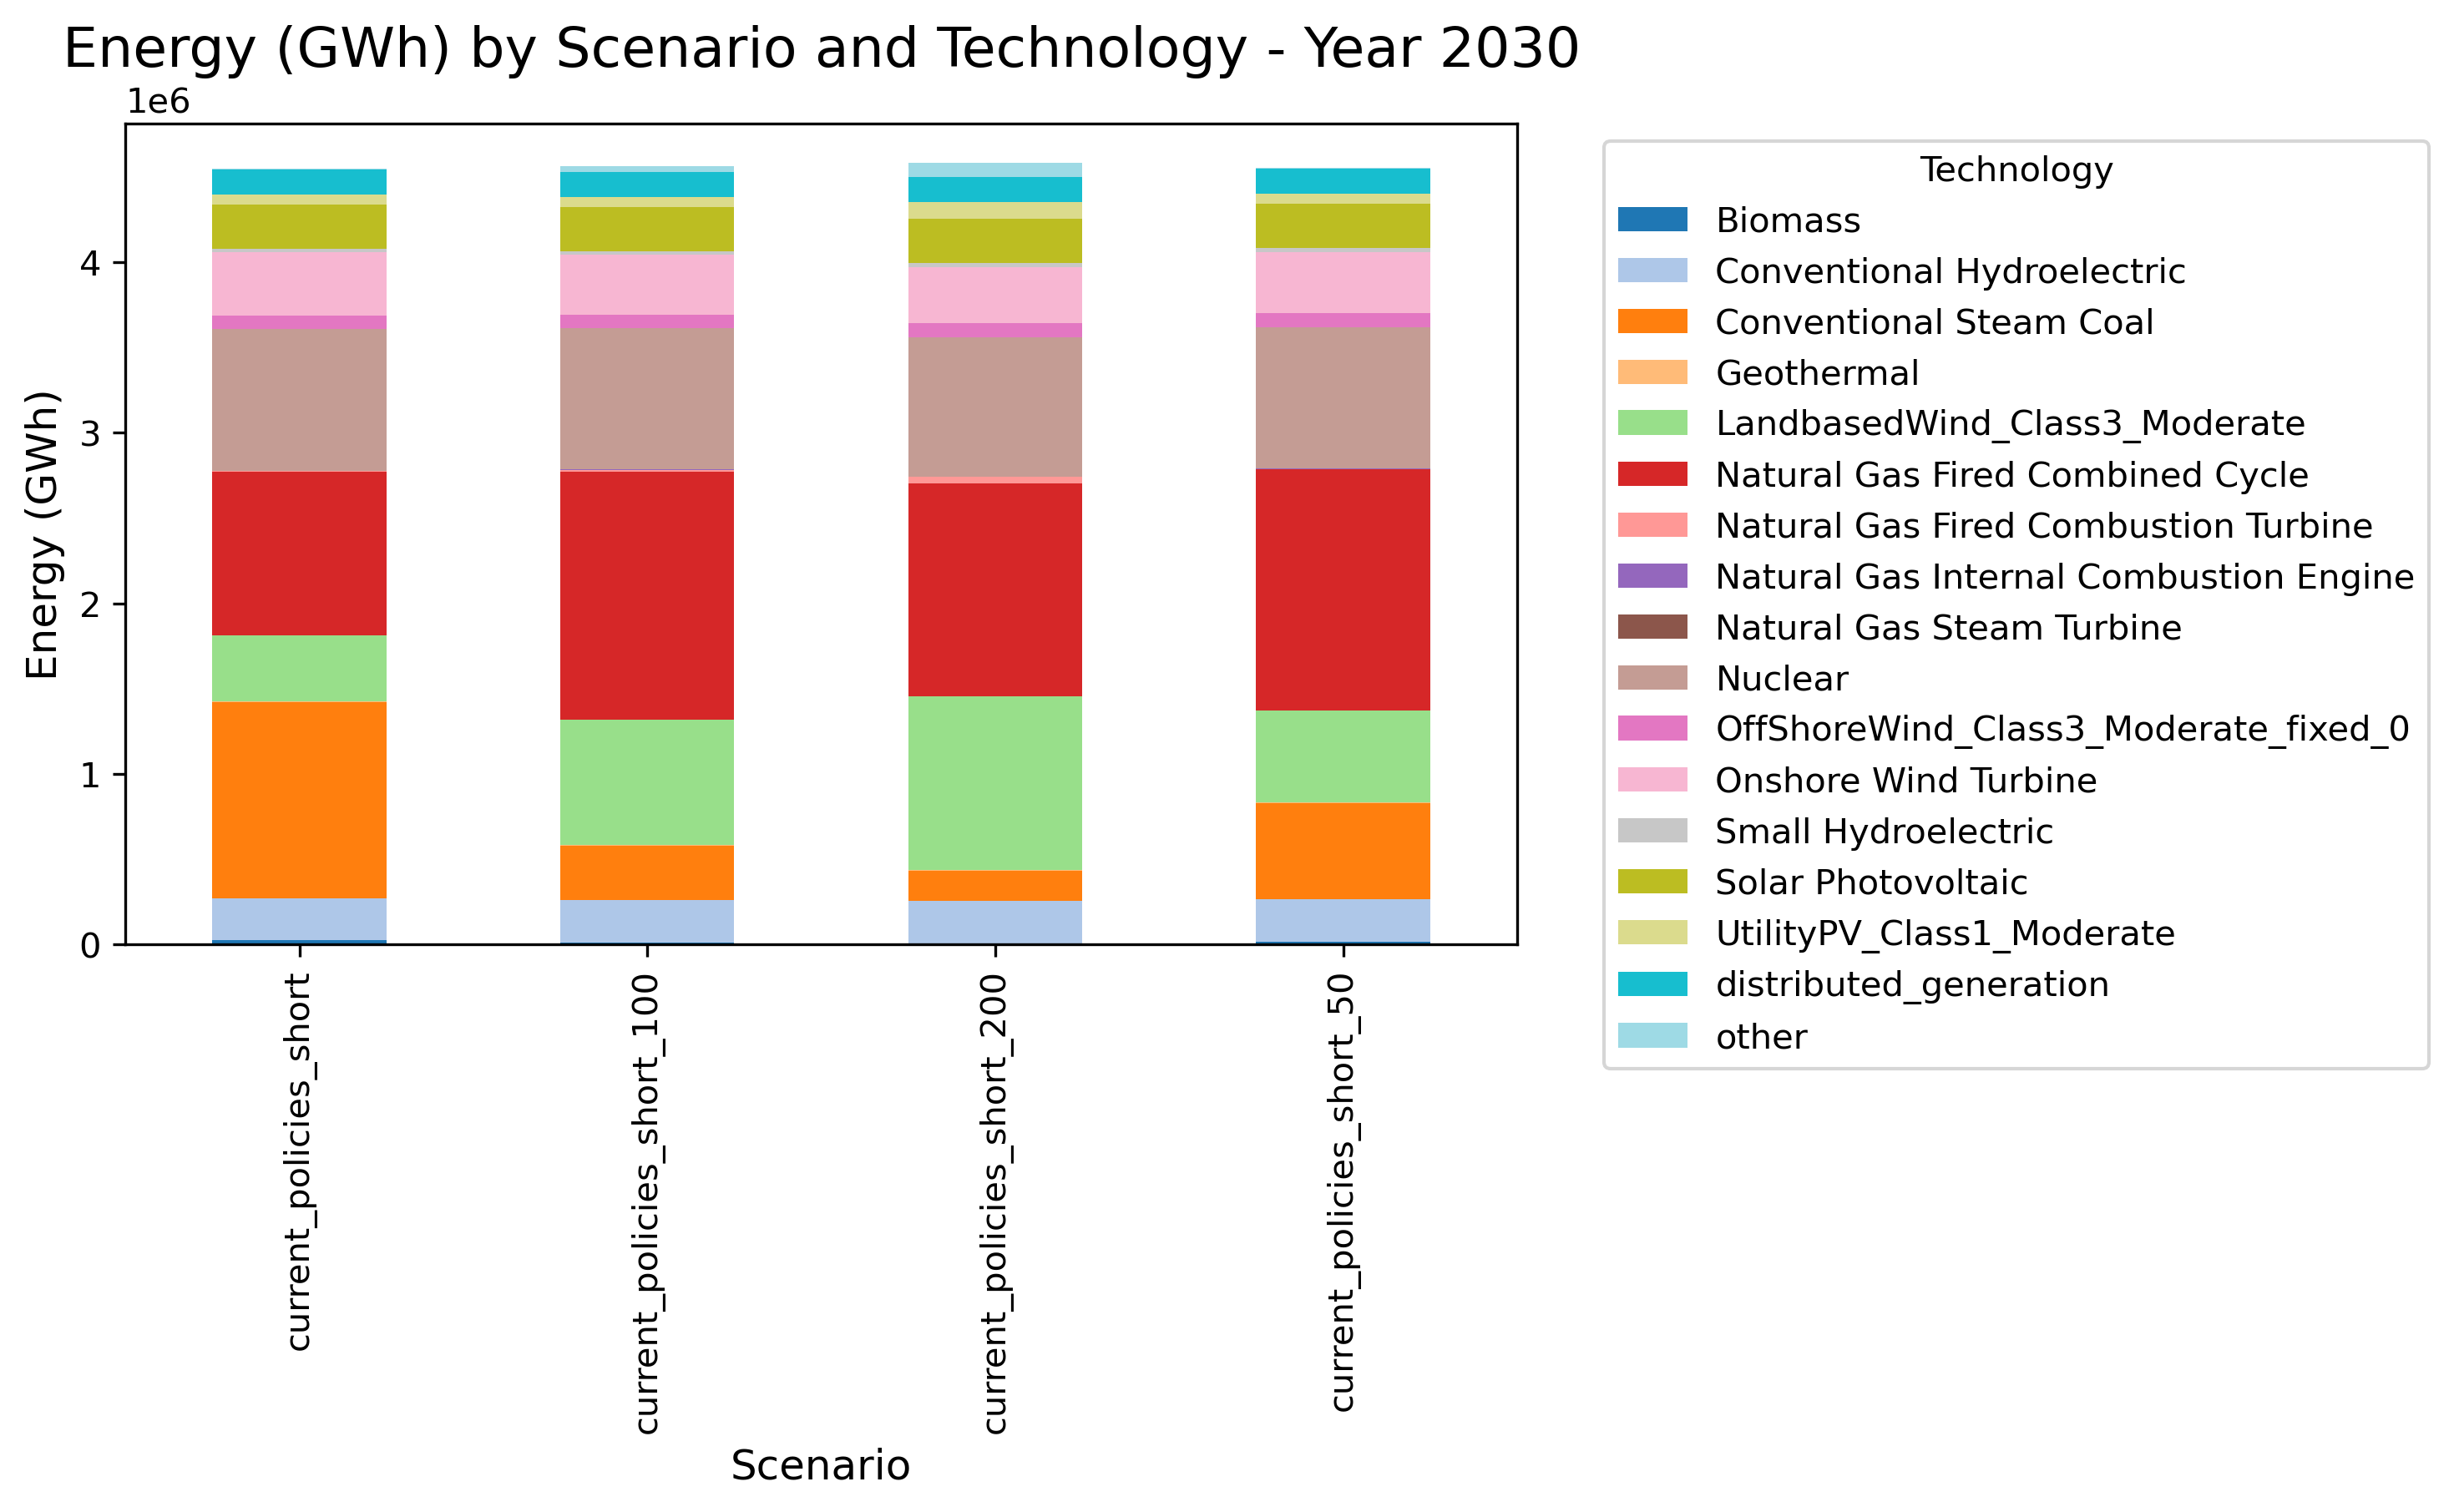 Energy (GWh) by Scenario and Technology - Year 2030
1e6
Energy (GWh)
4
3
2
1
0
current_policies_short
current_policies_short_100
current_policies_short_200
current_policies_short_50
Scenario
Technology
Biomass
Conventional Hydroelectric
Conventional Steam Coal
Geothermal
LandbasedWind_Class3_Moderate
Natural Gas Fired Combined Cycle
Natural Gas Fired Combustion Turbine
Natural Gas Internal Combustion Engine
Natural Gas Steam Turbine
Nuclear
OffShoreWind_Class3_Moderate_fixed_0
Onshore Wind Turbine
Small Hydroelectric
Solar Photovoltaic
UtilityPV_Class1_Moderate
distributed_generation
other